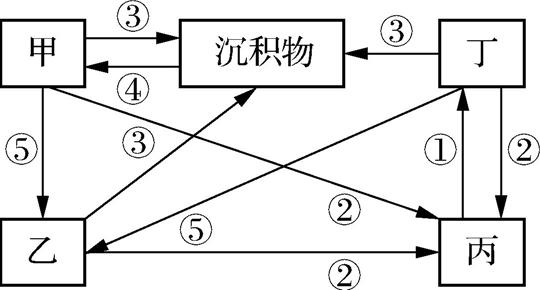 ③ ③
甲 沉积物 丁
④
⑤ ③ ① ②
②
乙 ⑤ 丙
②